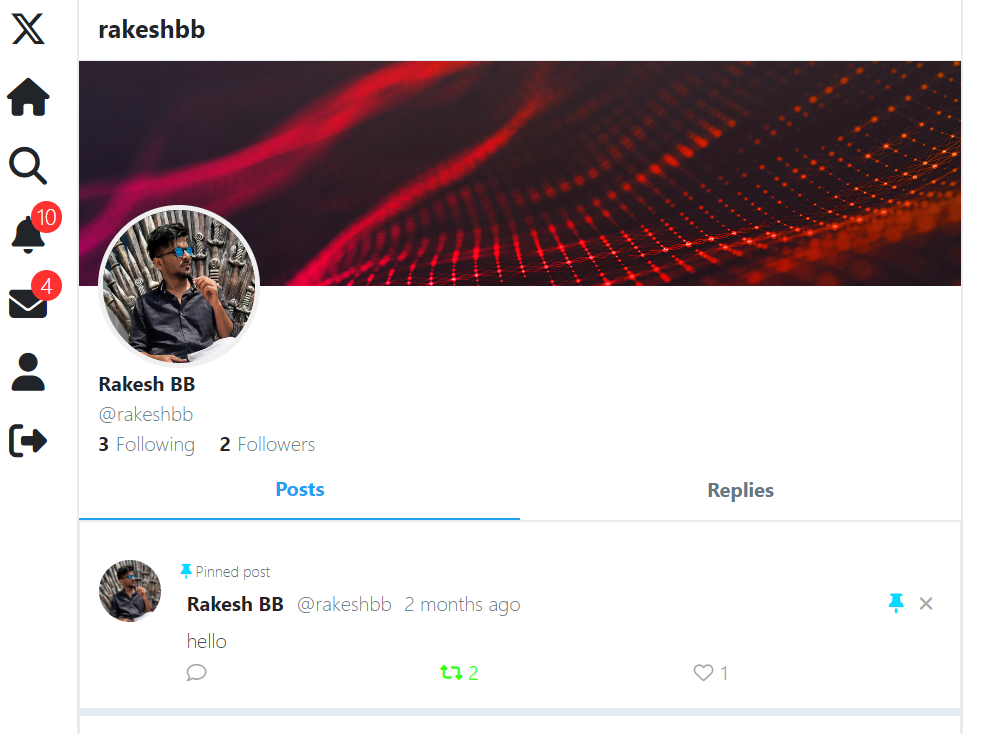 rakeshbb
10
4
Rakesh BB
@rakeshbb
3 Following 2 Followers
Posts Replies
Pinned post
Rakesh BB @rakeshbb 2 months ago
hello
2 1